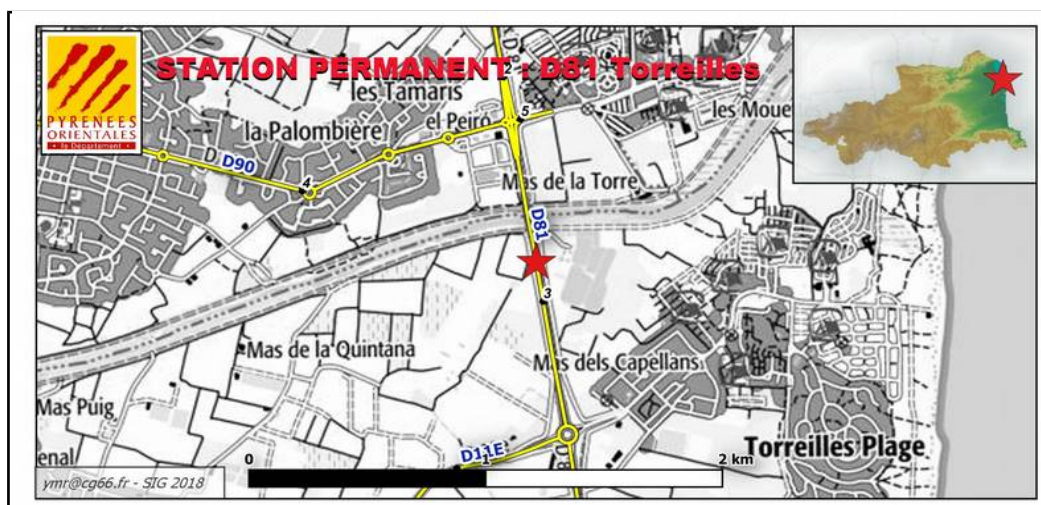 STATION PERMANENT : D81 Torreilles
PYRENEES
ORIENTALES
• le Département •
les Tamaris
la Palombière
el Peiró
5
les Moue
D90
4
Mas de la Torre
D81
3
Mas de la Quintana
Mas dels Capellans
Mas Puig
enal
D11E
Torreilles Plage
0
1
2 km
ymr@cg66.fr - SIG 2018